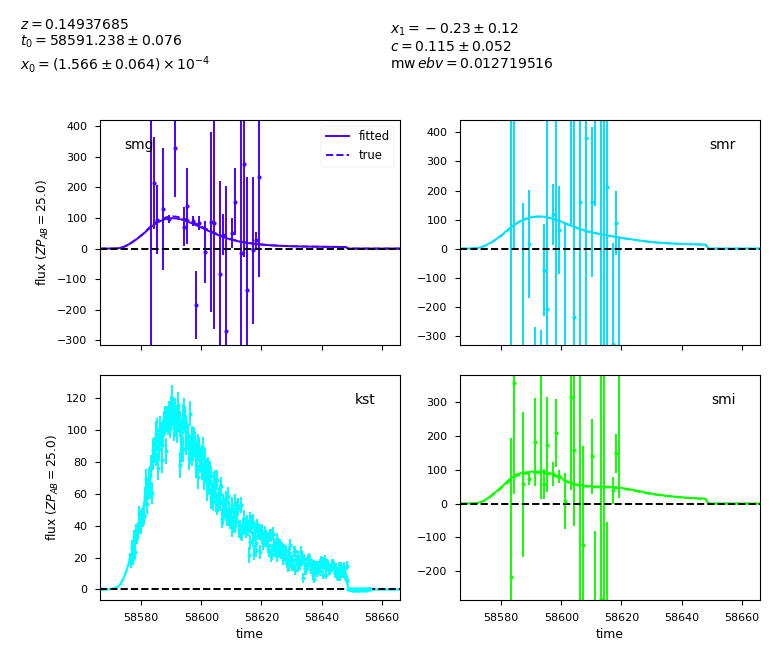 z = 0.14937685
t₀ = 58591.238 ± 0.076
x₀ = (1.566 ± 0.064) × 10⁻⁴
x₁ = −0.23 ± 0.12
c = 0.115 ± 0.052
mwebv = 0.012719516
400
300
200
100
0
−100
−200
−300
flux (ZP_AB = 25.0)
smg
fitted
true
400
300
200
100
0
−100
−200
−300
smr
120
100
80
60
40
20
0
flux (ZP_AB = 25.0)
kst
58580
58600
58620
58640
58660
time
300
200
100
0
−100
−200
smi
58580
58600
58620
58640
58660
time